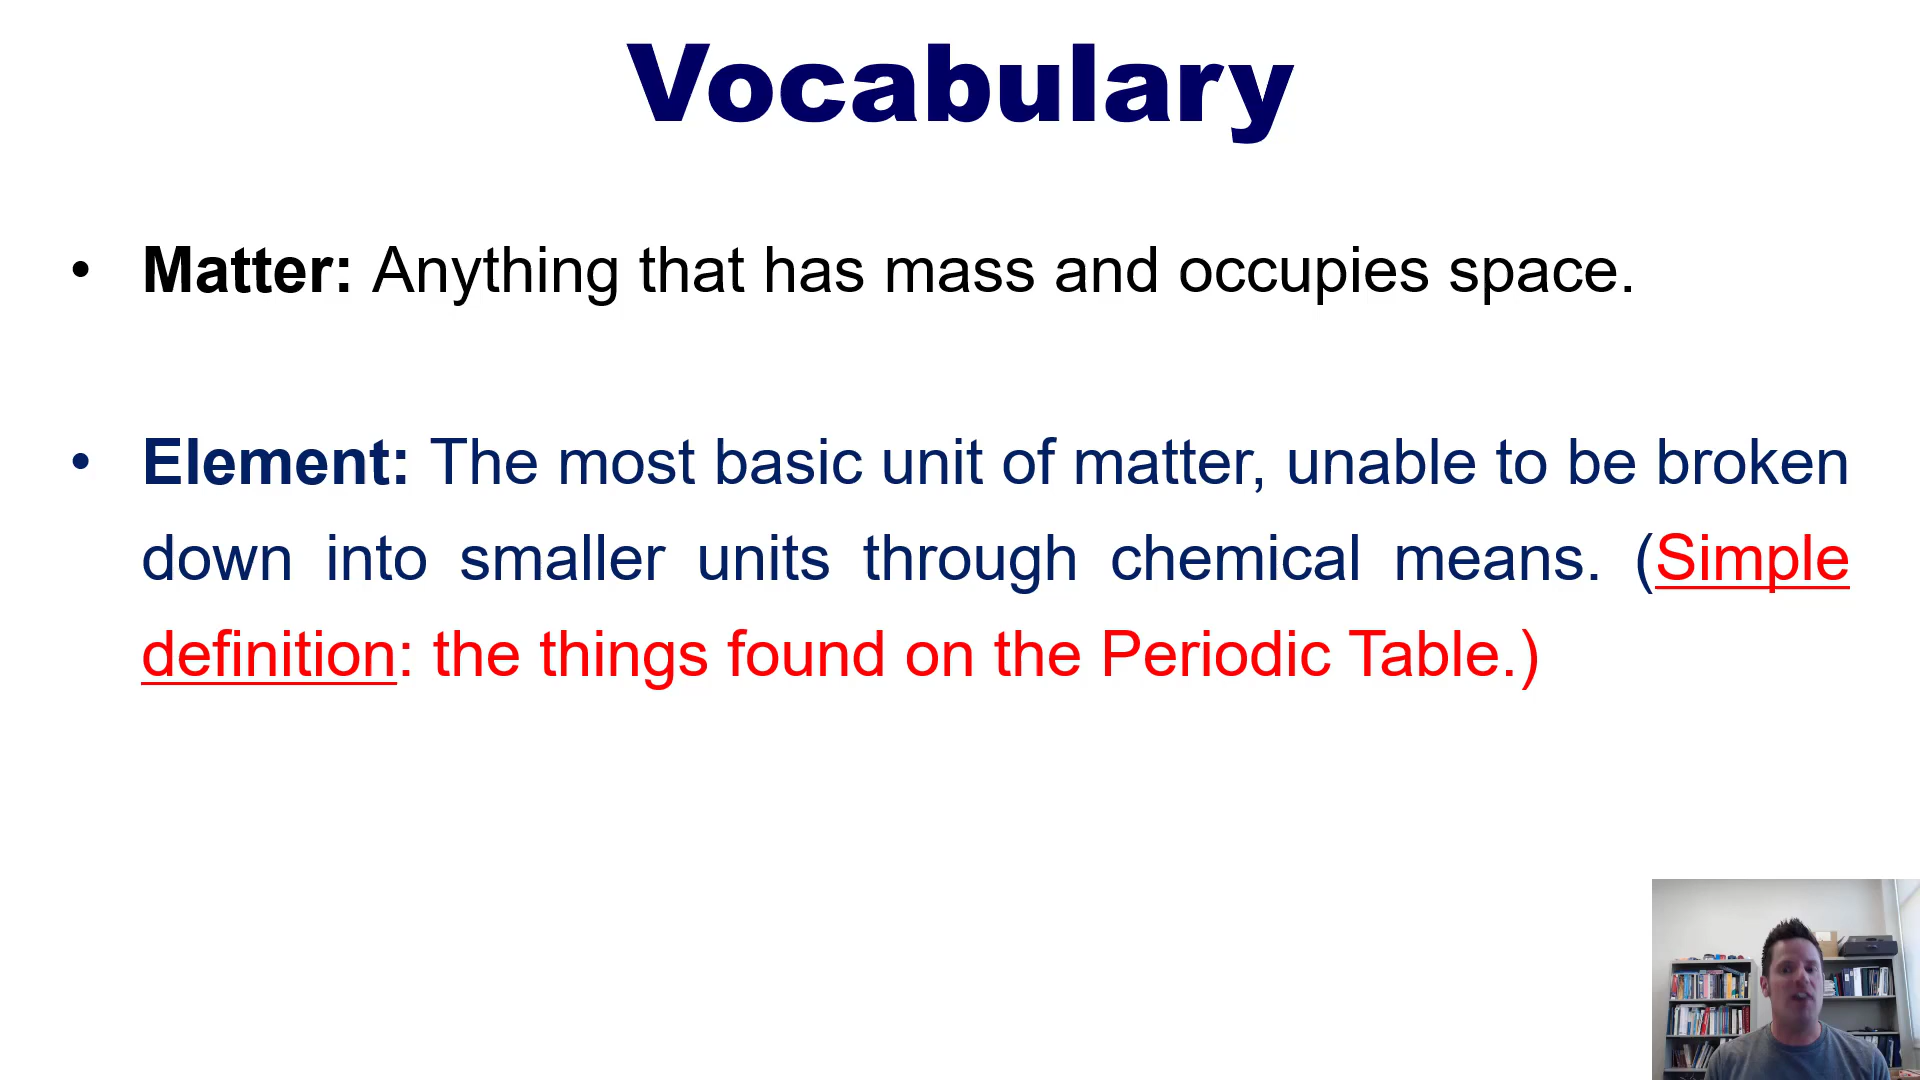 Vocabulary
• Matter: Anything that has mass and occupies space.
• Element: The most basic unit of matter, unable to be broken
down into smaller units through chemical means. (Simple
definition: the things found on the Periodic Table.)